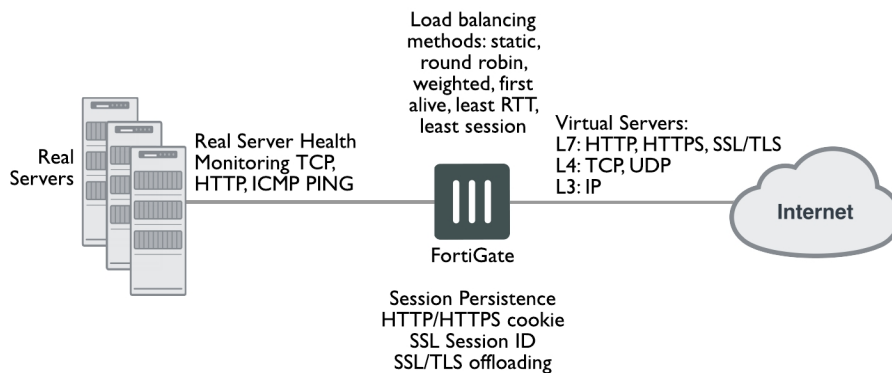 Load balancing
methods: static,
round robin,
weighted, first
alive, least RTT,
least session
Real
Servers
Real Server Health
Monitoring TCP,
HTTP, ICMP PING
Virtual Servers:
L7: HTTP, HTTPS, SSL/TLS
L4: TCP, UDP
L3: IP
Internet
FortiGate
Session Persistence
HTTP/HTTPS cookie
SSL Session ID
SSL/TLS offloading